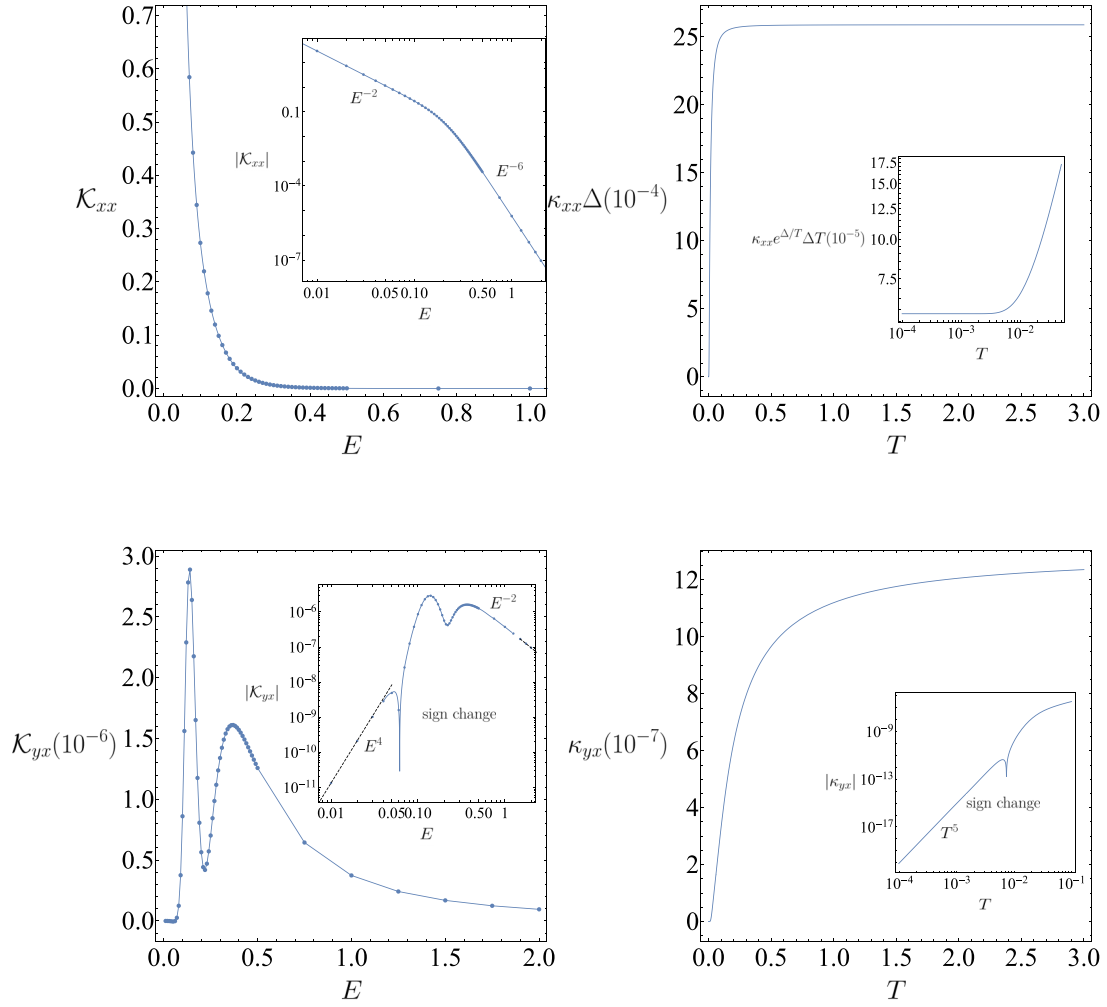 0.7
0.6
0.5
0.4
0.3
0.2
0.1
0.0
𝒦xx
0.0 0.2 0.4 0.6 0.8 1.0
E
0.1
10⁻⁴
10⁻⁷
|𝒦xx|
E⁻²
E⁻⁶
0.01 0.05 0.10 0.50 1
E
25
20
15
10
5
0
κxxΔ(10⁻⁴)
0.0 0.5 1.0 1.5 2.0 2.5 3.0
T
17.5
15.0
12.5
10.0
7.5
κxx e^{Δ/T}ΔT(10⁻⁵)
10⁻⁴ 10⁻³ 10⁻²
T
3.0
2.5
2.0
1.5
1.0
0.5
0.0
𝒦yx(10⁻⁶)
0.0 0.5 1.0 1.5 2.0
E
10⁻⁶
10⁻⁷
10⁻⁸
10⁻⁹
10⁻¹⁰
10⁻¹¹
|𝒦yx|
E⁻²
sign change
E⁴
0.01 0.050.10 0.50 1
E
12
10
8
6
4
2
0
κyx(10⁻⁷)
0.0 0.5 1.0 1.5 2.0 2.5 3.0
T
10⁻⁹
10⁻¹³
10⁻¹⁷
|κyx|
sign change
T⁵
10⁻⁴ 10⁻³ 10⁻² 10⁻¹
T